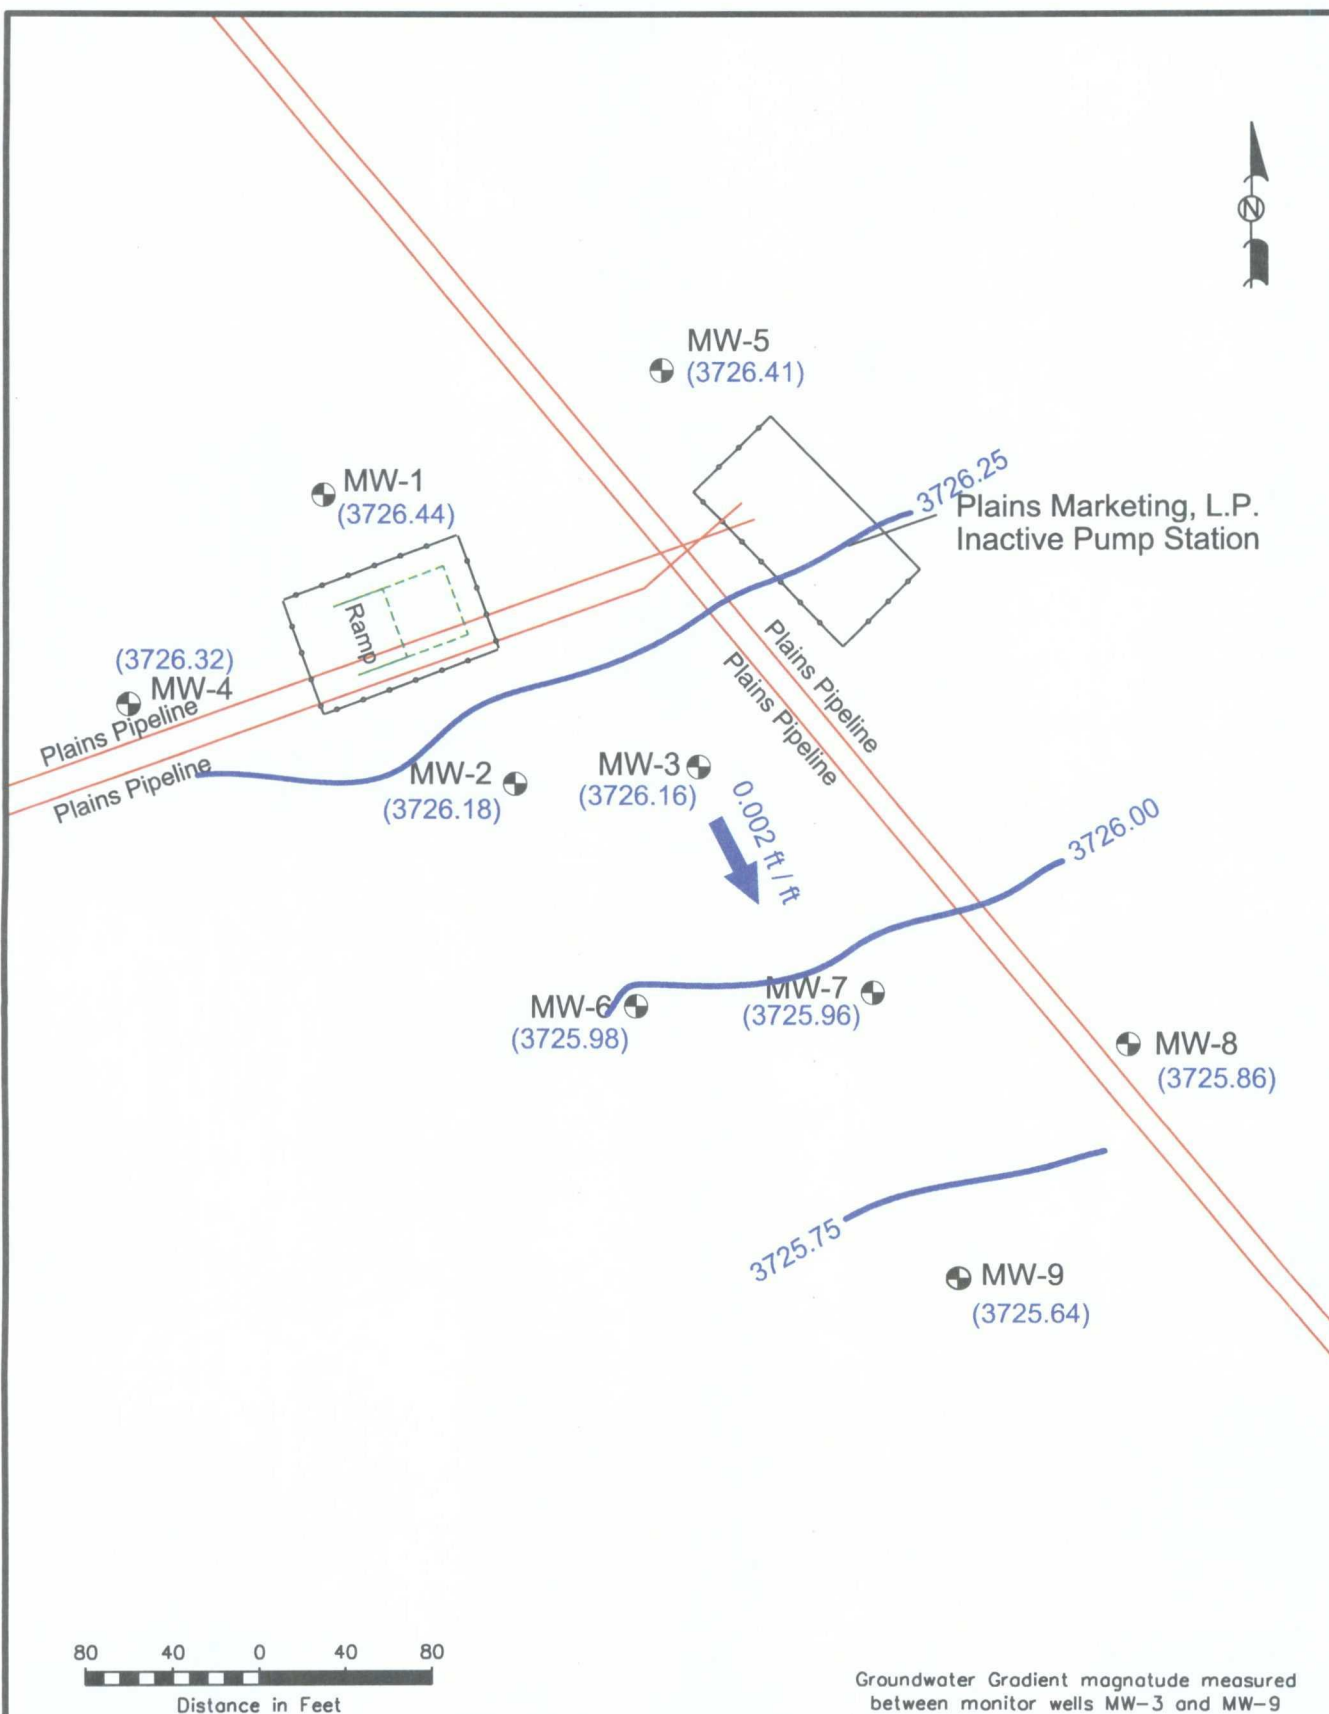 N
MW-5
(3726.41)
3726.25
MW-1
(3726.44)
Plains Marketing, L.P.
Inactive Pump Station
Ramp
(3726.32)
MW-4
Plains Pipeline
Plains Pipeline
Plains Pipeline
Plains Pipeline
MW-2
(3726.18)
MW-3
(3726.16)
0.002 ft / ft
3726.00
MW-6
(3725.98)
MW-7
(3725.96)
MW-8
(3725.86)
3725.75
MW-9
(3725.64)
80 40 0 40 80
Distance in Feet
Groundwater Gradient magnatude measured
between monitor wells MW-3 and MW-9